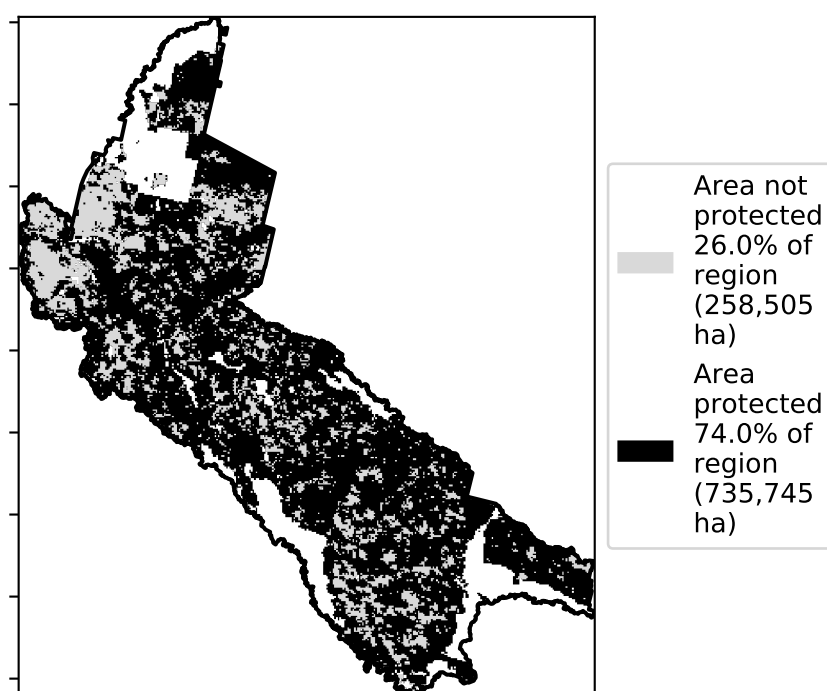 Area not
protected
26.0% of
region
(258,505
ha)
Area
protected
74.0% of
region
(735,745
ha)